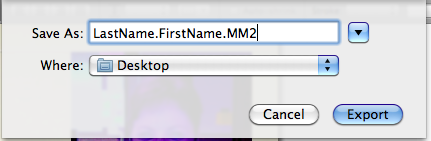 Save As: LastName.FirstName.MM2
Where: Desktop
Cancel Export